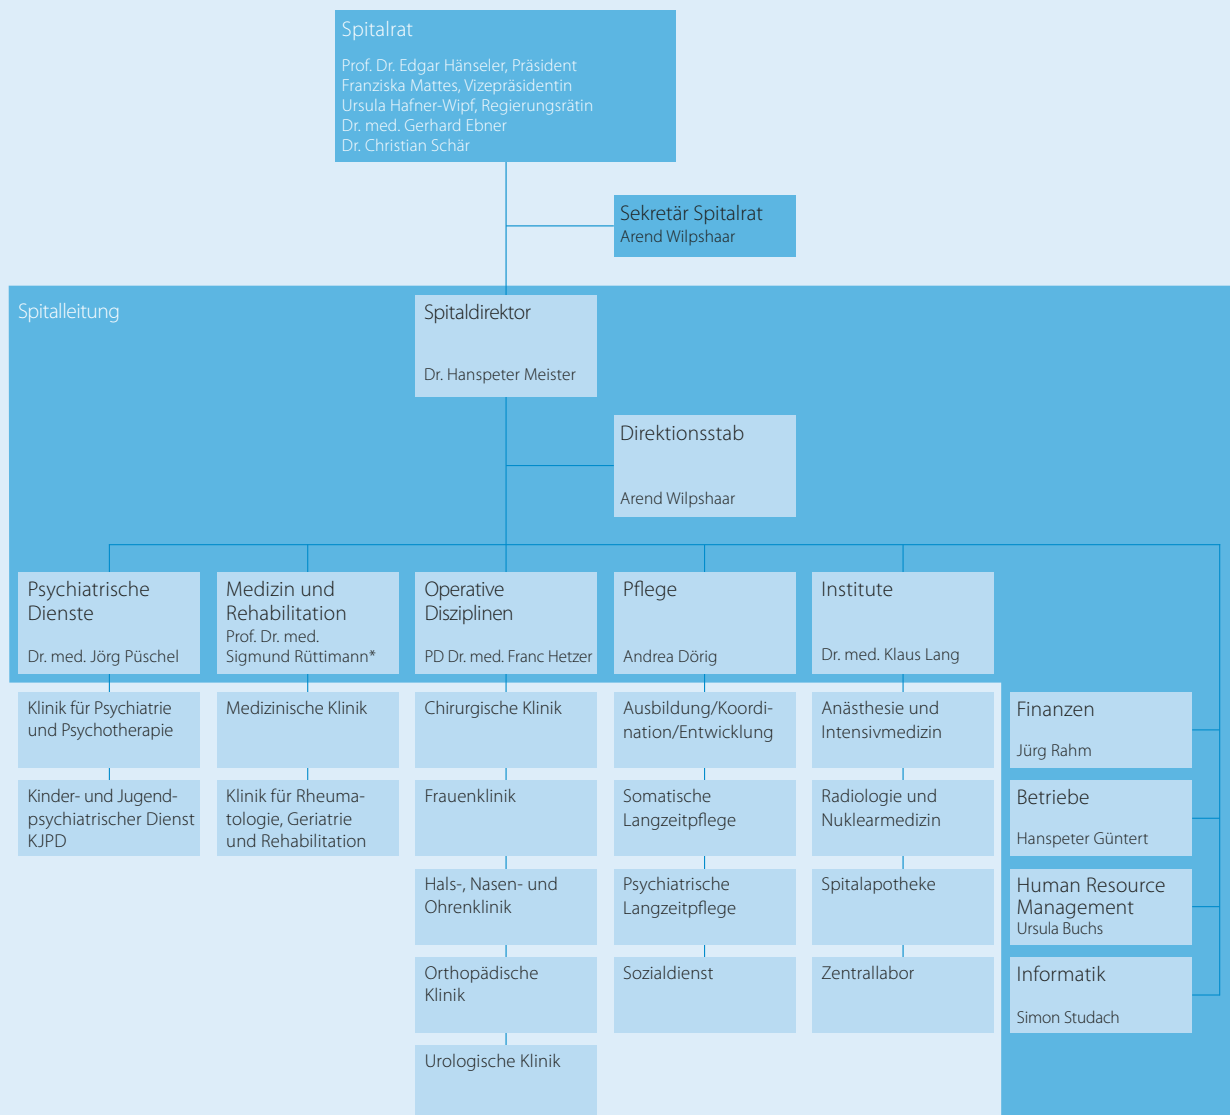 Spitalrat
Prof. Dr. Edgar Hänseler, Präsident
Franziska Mattes, Vizepräsidentin
Ursula Hafner-Wipf, Regierungsrätin
Dr. med. Gerhard Ebner
Dr. Christian Schär
Sekretär Spitalrat
Arend Wilpshaar
Spitalleitung
Spitaldirektor
Dr. Hanspeter Meister
Direktionsstab
Arend Wilpshaar
Psychiatrische
Dienste
Dr. med. Jörg Püschel
Medizin und
Rehabilitation
Prof. Dr. med.
Sigmund Rüttimann*
Operative
Disziplinen
PD Dr. med. Franc Hetzer
Pflege
Andrea Dörig
Institute
Dr. med. Klaus Lang
Klinik für Psychiatrie
und Psychotherapie
Kinder- und Jugend-
psychiatrischer Dienst
KJPD
Medizinische Klinik
Klinik für Rheuma-
tologie, Geriatrie
und Rehabilitation
Chirurgische Klinik
Frauenklinik
Hals-, Nasen- und
Ohrenklinik
Orthopädische
Klinik
Urologische Klinik
Ausbildung/Koordi-
nation/Entwicklung
Somatische
Langzeitpflege
Psychiatrische
Langzeitpflege
Sozialdienst
Anästhesie und
Intensivmedizin
Radiologie und
Nuklearmedizin
Spitalapotheke
Zentrallabor
Finanzen
Jürg Rahm
Betriebe
Hanspeter Güntert
Human Resource
Management
Ursula Buchs
Informatik
Simon Studach